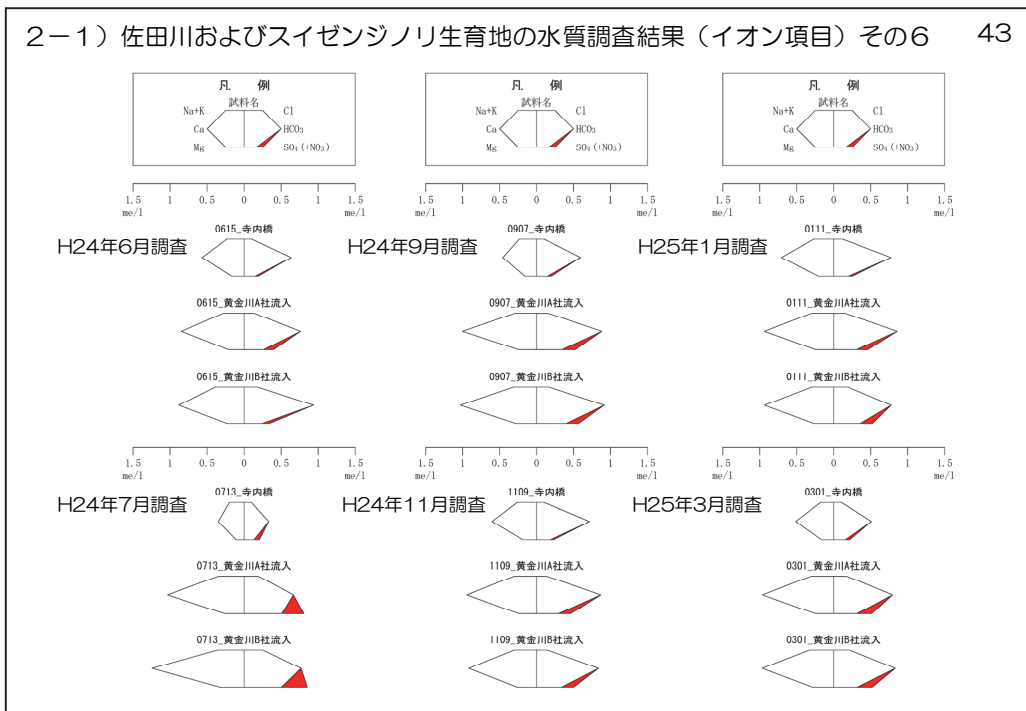 2-1）佐田川およびスイゼンジノリ生育地の水質調査結果（イオン項目）その6 43
凡 例
試料名
Na+K Cl
Ca HCO₃
Mg SO₄(+NO₃)
凡 例
試料名
Na+K Cl
Ca HCO₃
Mg SO₄(+NO₃)
凡 例
試料名
Na+K Cl
Ca HCO₃
Mg SO₄(+NO₃)
1.5 1 0.5 0 0.5 1 1.5
me/l me/l
1.5 1 0.5 0 0.5 1 1.5
me/l me/l
1.5 1 0.5 0 0.5 1 1.5
me/l me/l
H24年6月調査
0615_寺内橋
0615_黄金川A社流入
0615_黄金川B社流入
H24年9月調査
0907_寺内橋
0907_黄金川A社流入
0907_黄金川B社流入
H25年1月調査
0111_寺内橋
0111_黄金川A社流入
0111_黄金川B社流入
1.5 1 0.5 0 0.5 1 1.5
me/l me/l
1.5 1 0.5 0 0.5 1 1.5
me/l me/l
1.5 1 0.5 0 0.5 1 1.5
me/l me/l
H24年7月調査
0713_寺内橋
0713_黄金川A社流入
0713_黄金川B社流入
H24年11月調査
1109_寺内橋
1109_黄金川A社流入
1109_黄金川B社流入
H25年3月調査
0301_寺内橋
0301_黄金川A社流入
0301_黄金川B社流入